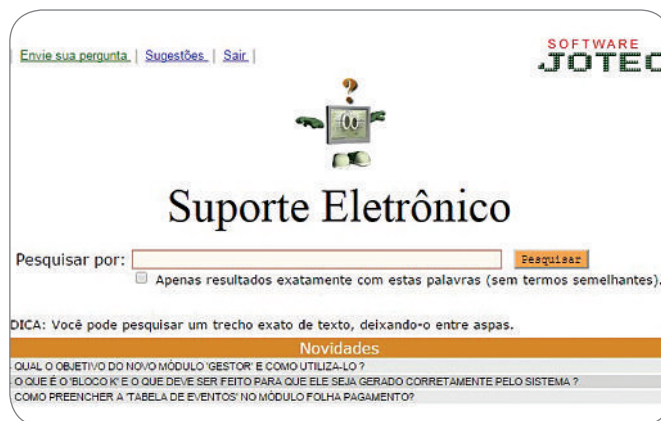 | Envie sua pergunta | Sugestões | Sair |
SOFTWARE
JOTEC
?
Suporte Eletrônico
Pesquisar por:
Pesquisar
Apenas resultados exatamente com estas palavras (sem termos semelhantes).
DICA: Você pode pesquisar um trecho exato de texto, deixando-o entre aspas.
Novidades
- QUAL O OBJETIVO DO NOVO MÓDULO 'GESTOR' E COMO UTILIZA-LO ?
- O QUE É O 'BLOCO K' E O QUE DEVE SER FEITO PARA QUE ELE SEJA GERADO CORRETAMENTE PELO SISTEMA ?
COMO PREENCHER A 'TABELA DE EVENTOS' NO MÓDULO FOLHA PAGAMENTO?